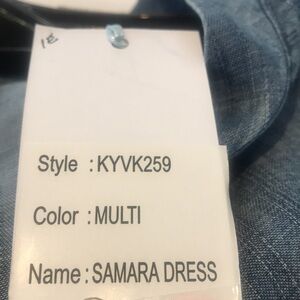 Style : KYVK259
Color : MULTI
Name : SAMARA DRESS